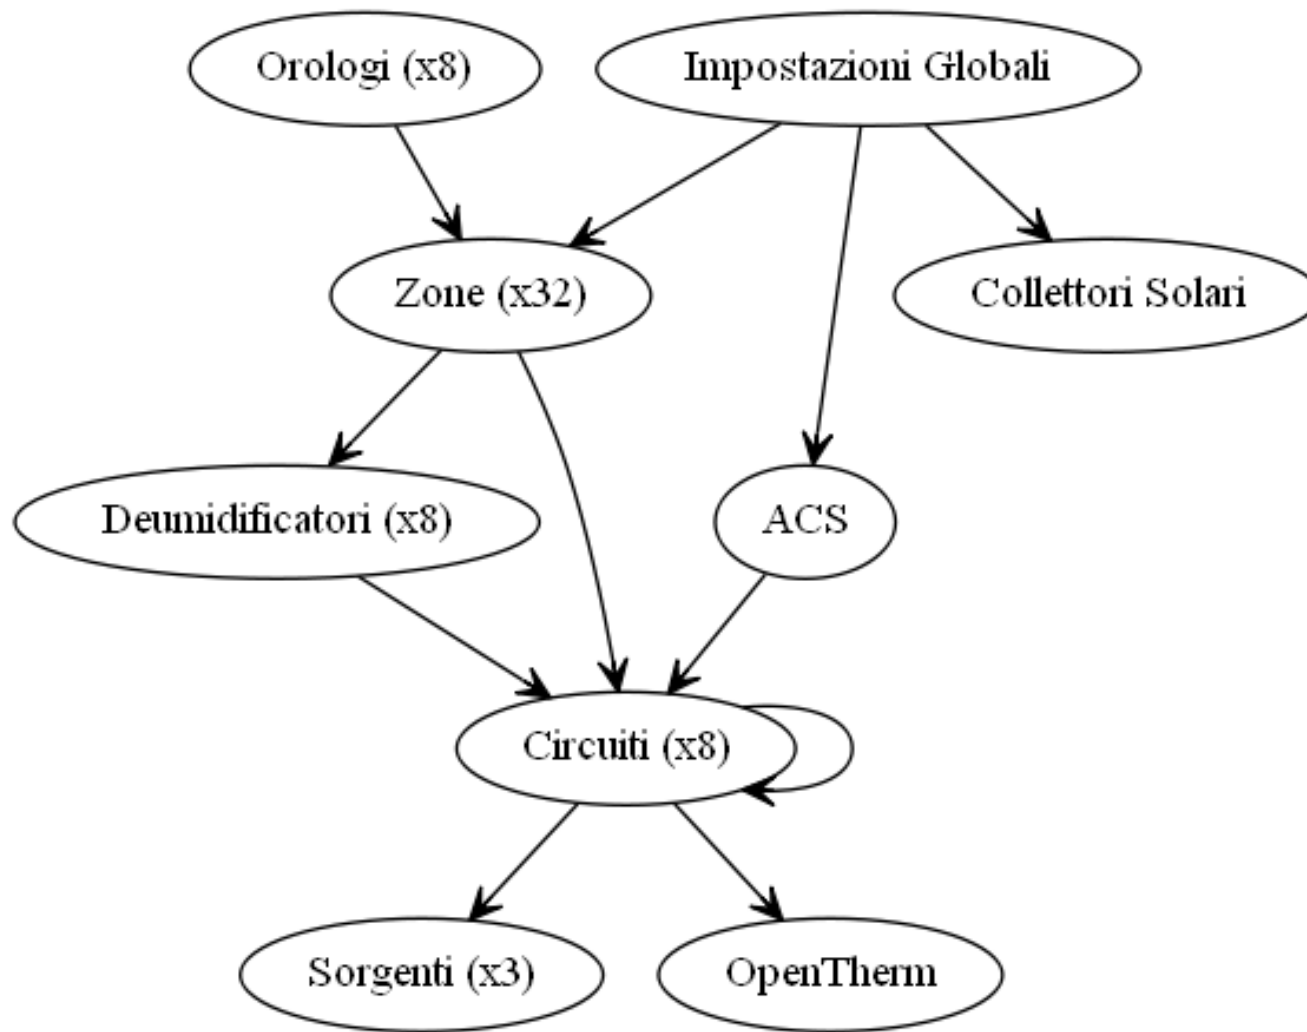 Orologi (x8)
Impostazioni Globali
Zone (x32)
Collettori Solari
Deumidificatori (x8)
ACS
Circuiti (x8)
Sorgenti (x3)
OpenTherm